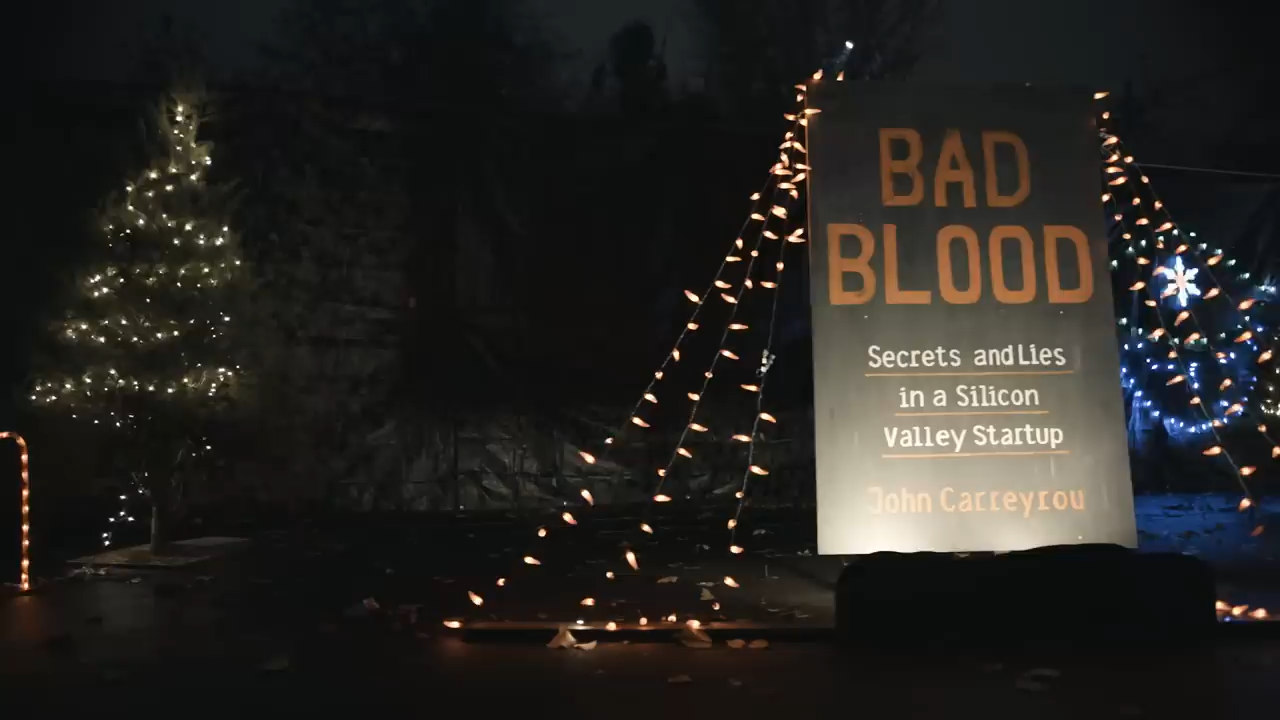 BAD
BLOOD
Secrets and Lies
in a Silicon
Valley Startup
John Carreyrou